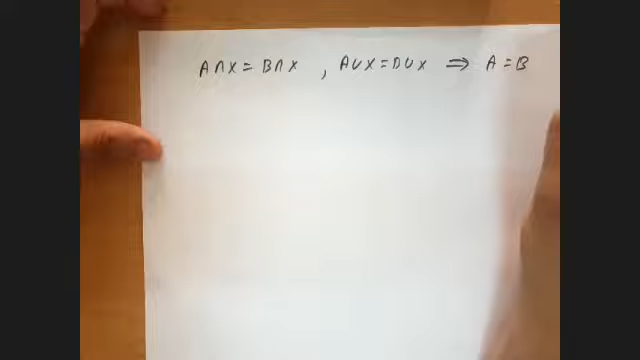 A∩X = B∩X , A∪X = B∪X ⟹ A = B